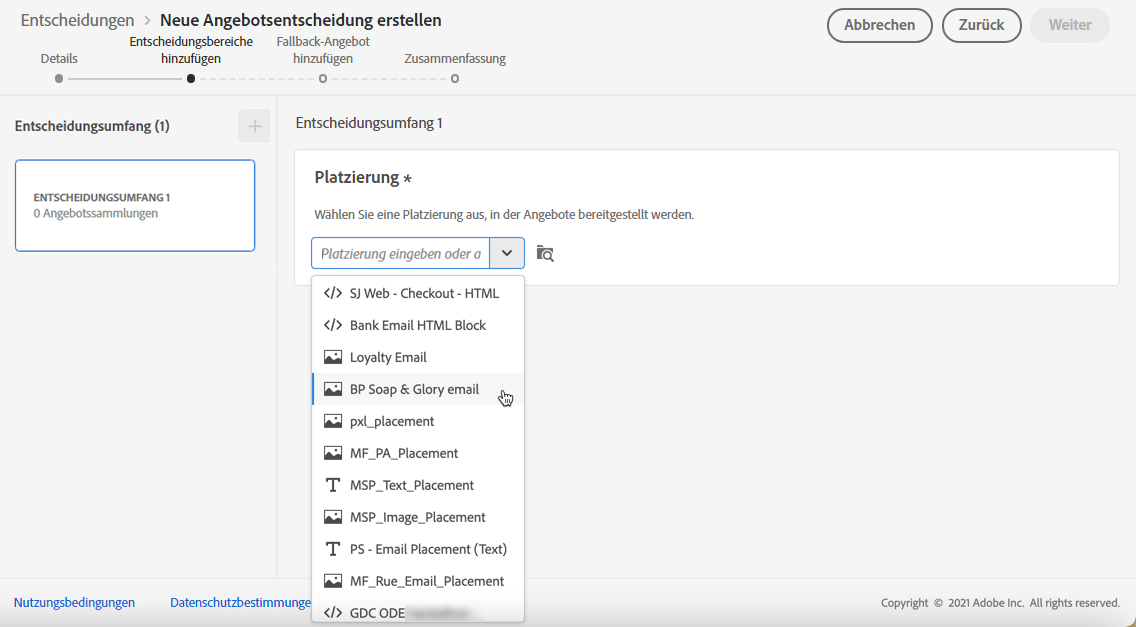 Entscheidungen > Neue Angebotsentscheidung erstellen
Abbrechen
Zurück
Weiter
Details
Entscheidungsbereiche
hinzufügen
Fallback-Angebot
hinzufügen
Zusammenfassung
Entscheidungsumfang (1)
+
ENTSCHEIDUNGSUMFANG 1
0 Angebotssammlungen
Entscheidungsumfang 1
Platzierung *
Wählen Sie eine Platzierung aus, in der Angebote bereitgestellt werden.
Platzierung eingeben oder a
</> SJ Web - Checkout - HTML
</> Bank Email HTML Block
Loyalty Email
BP Soap & Glory email
pxl_placement
MF_PA_Placement
T MSP_Text_Placement
MSP_Image_Placement
T PS - Email Placement (Text)
MF_Rue_Email_Placement
</> GDC ODE
Nutzungsbedingungen
Datenschutzbestimmunge
Copyright © 2021 Adobe Inc. All rights reserved.